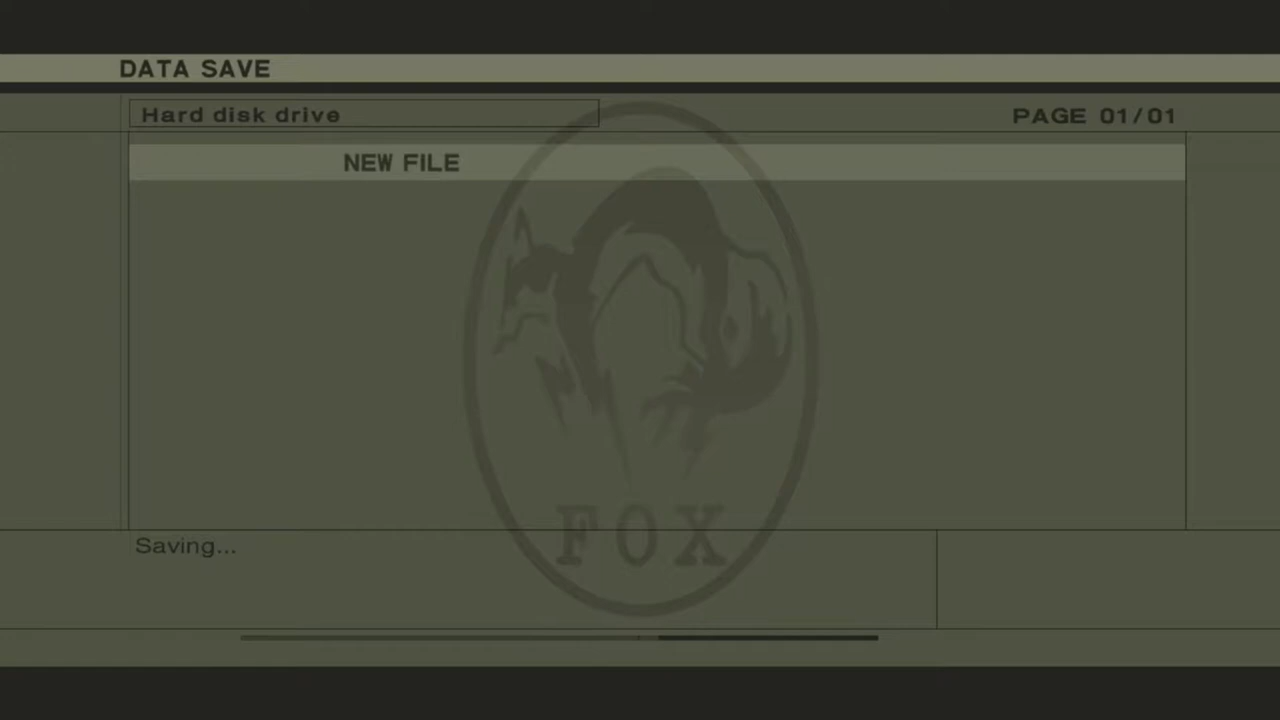 DATA SAVE
Hard disk drive
PAGE 01/01
NEW FILE
Saving...
FOX